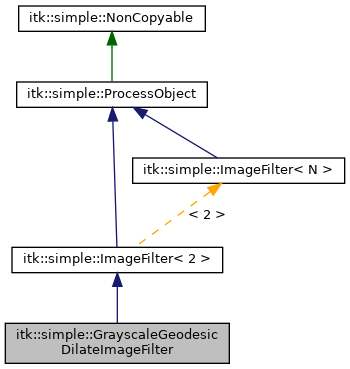 itk::simple::NonCopyable
itk::simple::ProcessObject
itk::simple::ImageFilter< N >
< 2 >
itk::simple::ImageFilter< 2 >
itk::simple::GrayscaleGeodesic
DilateImageFilter